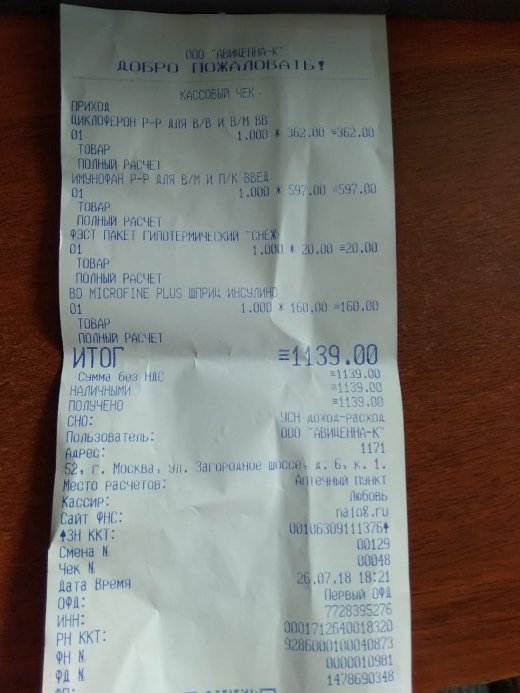 ООО "АВИЦЕННА-К"
ДОБРО ПОЖАЛОВАТЬ!
КАССОВЫЙ ЧЕК
ПРИХОД
ЦИКЛОФЕРОН Р-Р ДЛЯ В/В И В/М ВВ
01 1.000 * 362.00 =362.00
ТОВАР
ПОЛНЫЙ РАСЧЕТ
ИМУНОФАН Р-Р ДЛЯ В/М И П/К ВВЕД
01 1.000 * 597.00 =597.00
ТОВАР
ПОЛНЫЙ РАСЧЕТ
ФЭСТ ПАКЕТ ГИПОТЕРМИЧЕСКИЙ "СНЕЖ
01 1.000 * 20.00 =20.00
ТОВАР
ПОЛНЫЙ РАСЧЕТ
BD MICROFINE PLUS ШПРИЦ ИНСУЛИНО
01 1.000 * 160.00 =160.00
ТОВАР
ПОЛНЫЙ РАСЧЕТ
ИТОГ =1139.00
Сумма без НДС =1139.00
НАЛИЧНЫМИ =1139.00
ПОЛУЧЕНО =1139.00
СНО: УСН доход-расход
Пользователь: ООО "АВИЦЕННА-К"
Адрес: 1171
52, г. Москва, ул. Загородное шоссе, д. 6, к. 1.
Место расчетов: Аптечный пункт
Кассир: Любовь
Сайт ФНС: nalog.ru
ЗН ККТ: 00106309111376
Смена N 00129
Чек N 00048
Дата Время 26.07.18 18:21
ОФД: Первый ОФД
ИНН: 7728395276
РН ККТ: 0001712640018320
ФН N 9286000100040873
ФД N 0000010981
ФП: 1478690348